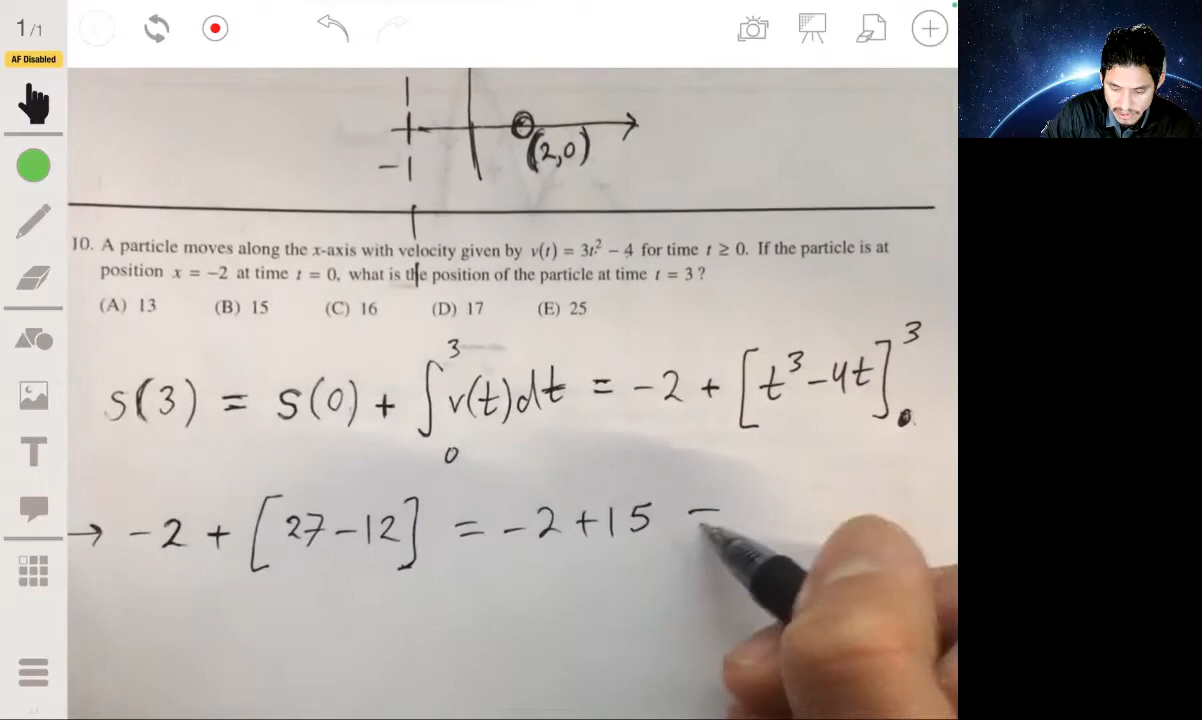 1/1
AF Disabled
(2,0)
-1
10. A particle moves along the x-axis with velocity given by v(t) = 3t² − 4 for time t ≥ 0. If the particle is at
position x = −2 at time t = 0, what is the position of the particle at time t = 3 ?
(A) 13 (B) 15 (C) 16 (D) 17 (E) 25
s(3) = s(0) + ∫₀³ v(t)dt = -2 + [t³-4t]₀³
→ -2 + [27-12] = -2+15 -
T